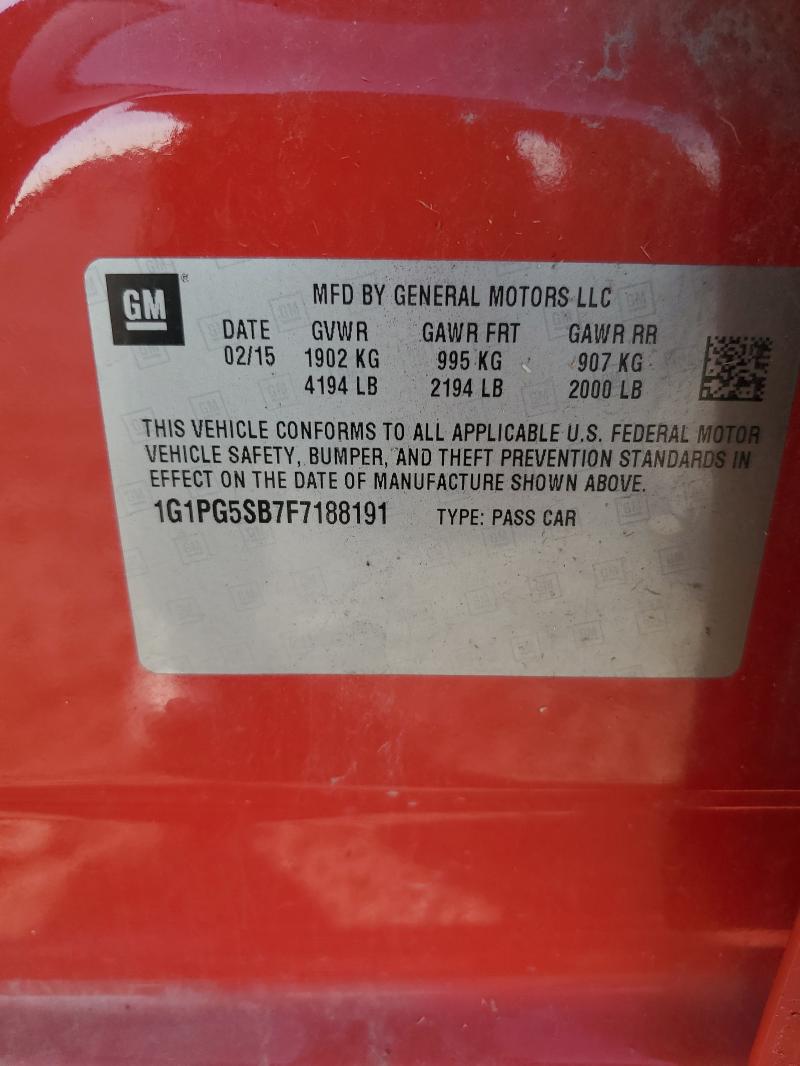 GM ® MFD BY GENERAL MOTORS LLC
DATE GVWR GAWR FRT GAWR RR
02/15 1902 KG 995 KG 907 KG
4194 LB 2194 LB 2000 LB
THIS VEHICLE CONFORMS TO ALL APPLICABLE U.S. FEDERAL MOTOR
VEHICLE SAFETY, BUMPER, AND THEFT PREVENTION STANDARDS IN
EFFECT ON THE DATE OF MANUFACTURE SHOWN ABOVE.
1G1PG5SB7F7188191 TYPE: PASS CAR